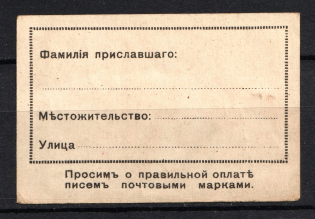 Фамилія приславшаго:
Мѣстожительство:
Улица
Просимъ о правильной оплатѣ
писемъ почтовыми марками.